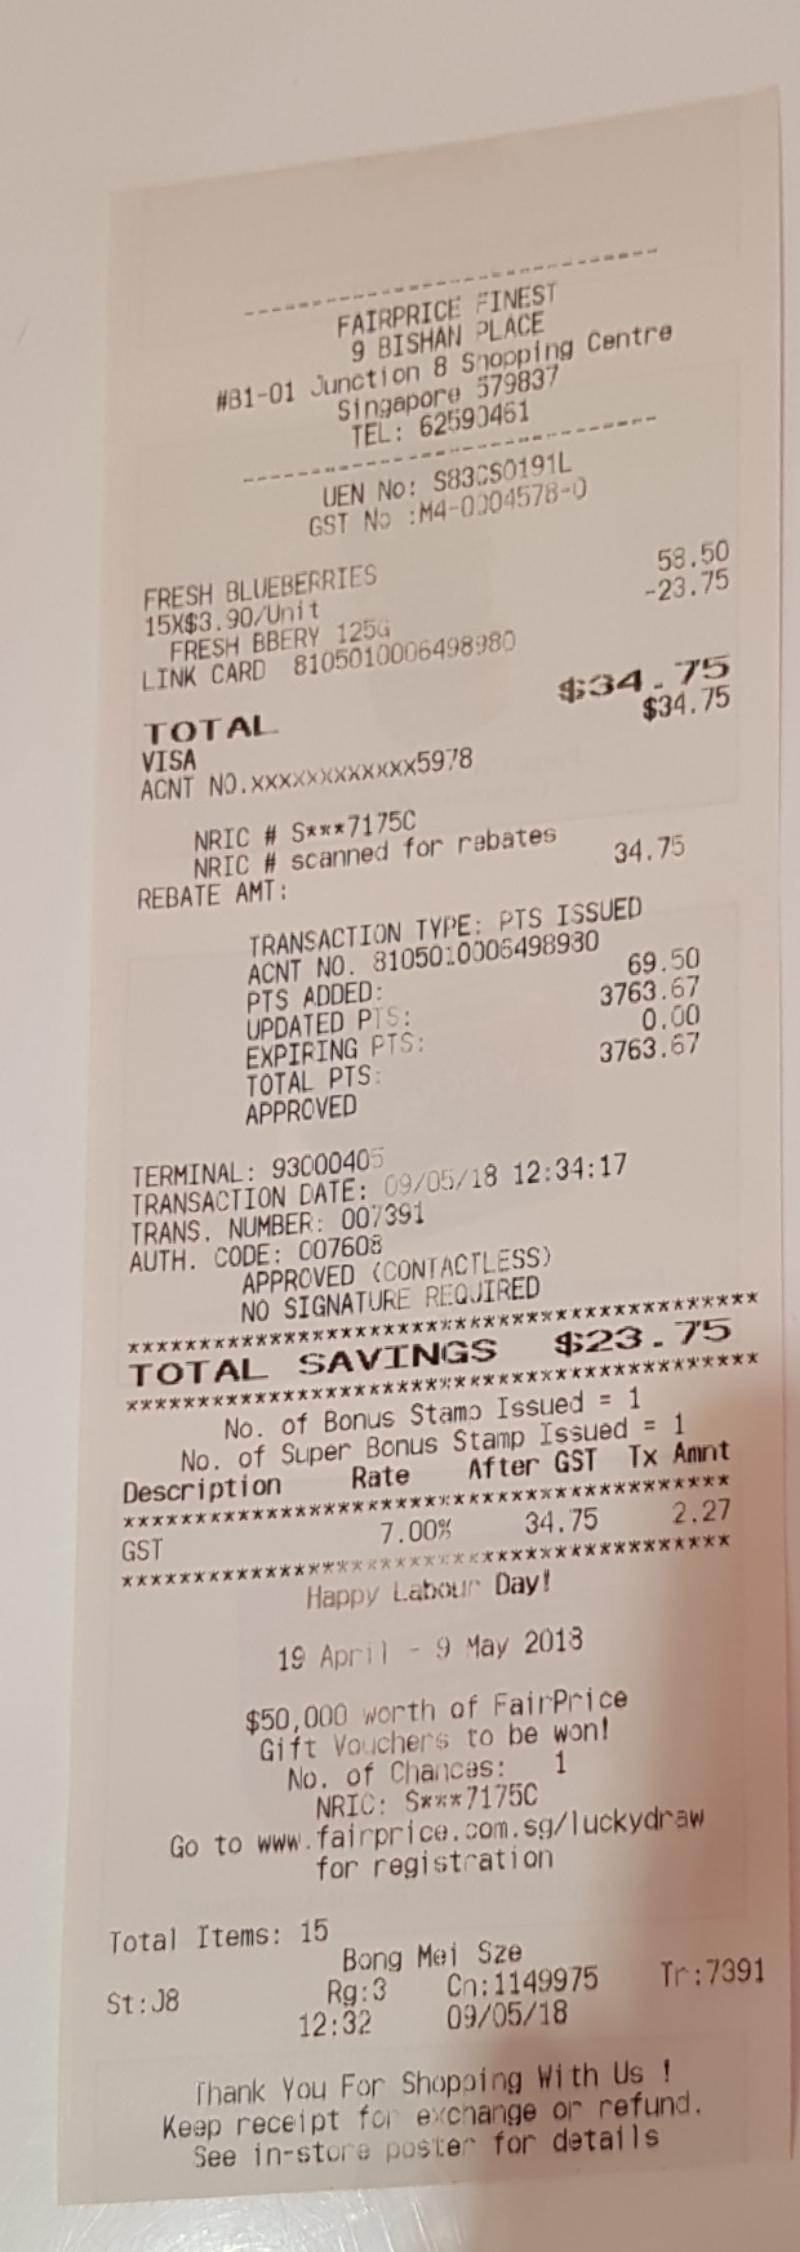 --------------------------------
FAIRPRICE FINEST
9 BISHAN PLACE
#B1-01 Junction 8 Shopping Centre
Singapore 579837
TEL: 62590461
--------------------------------
UEN No: S83CS0191L
GST No :M4-0004578-0
FRESH BLUEBERRIES 58.50
15X$3.90/Unit -23.75
FRESH BBERY 125G
LINK CARD 8105010006498980
TOTAL $34.75
VISA $34.75
ACNT NO.xxxxxxxxxxxx5978
NRIC # S***7175C
NRIC # scanned for rebates
REBATE AMT: 34.75
TRANSACTION TYPE: PTS ISSUED
ACNT NO. 8105010006498980
PTS ADDED: 69.50
UPDATED PTS: 3763.67
EXPIRING PTS: 0.00
TOTAL PTS: 3763.67
APPROVED
TERMINAL: 93000405
TRANSACTION DATE: 09/05/18 12:34:17
TRANS. NUMBER: 007391
AUTH. CODE: 007608
APPROVED (CONTACTLESS)
NO SIGNATURE REQUIRED
********************************************
TOTAL SAVINGS $23.75
********************************************
No. of Bonus Stamp Issued = 1
No. of Super Bonus Stamp Issued = 1
Description Rate After GST Tx Amnt
********************************************
GST 7.00% 34.75 2.27
********************************************
Happy Labour Day!
19 April - 9 May 2018
$50,000 worth of FairPrice
Gift Vouchers to be won!
No. of Chances: 1
NRIC: S***7175C
Go to www.fairprice.com.sg/luckydraw
for registration
Total Items: 15
Bong Mei Sze
St:J8 Rg:3 Cn:1149975 Tr:7391
12:32 09/05/18
Thank You For Shopping With Us !
Keep receipt for exchange or refund.
See in-store poster for details